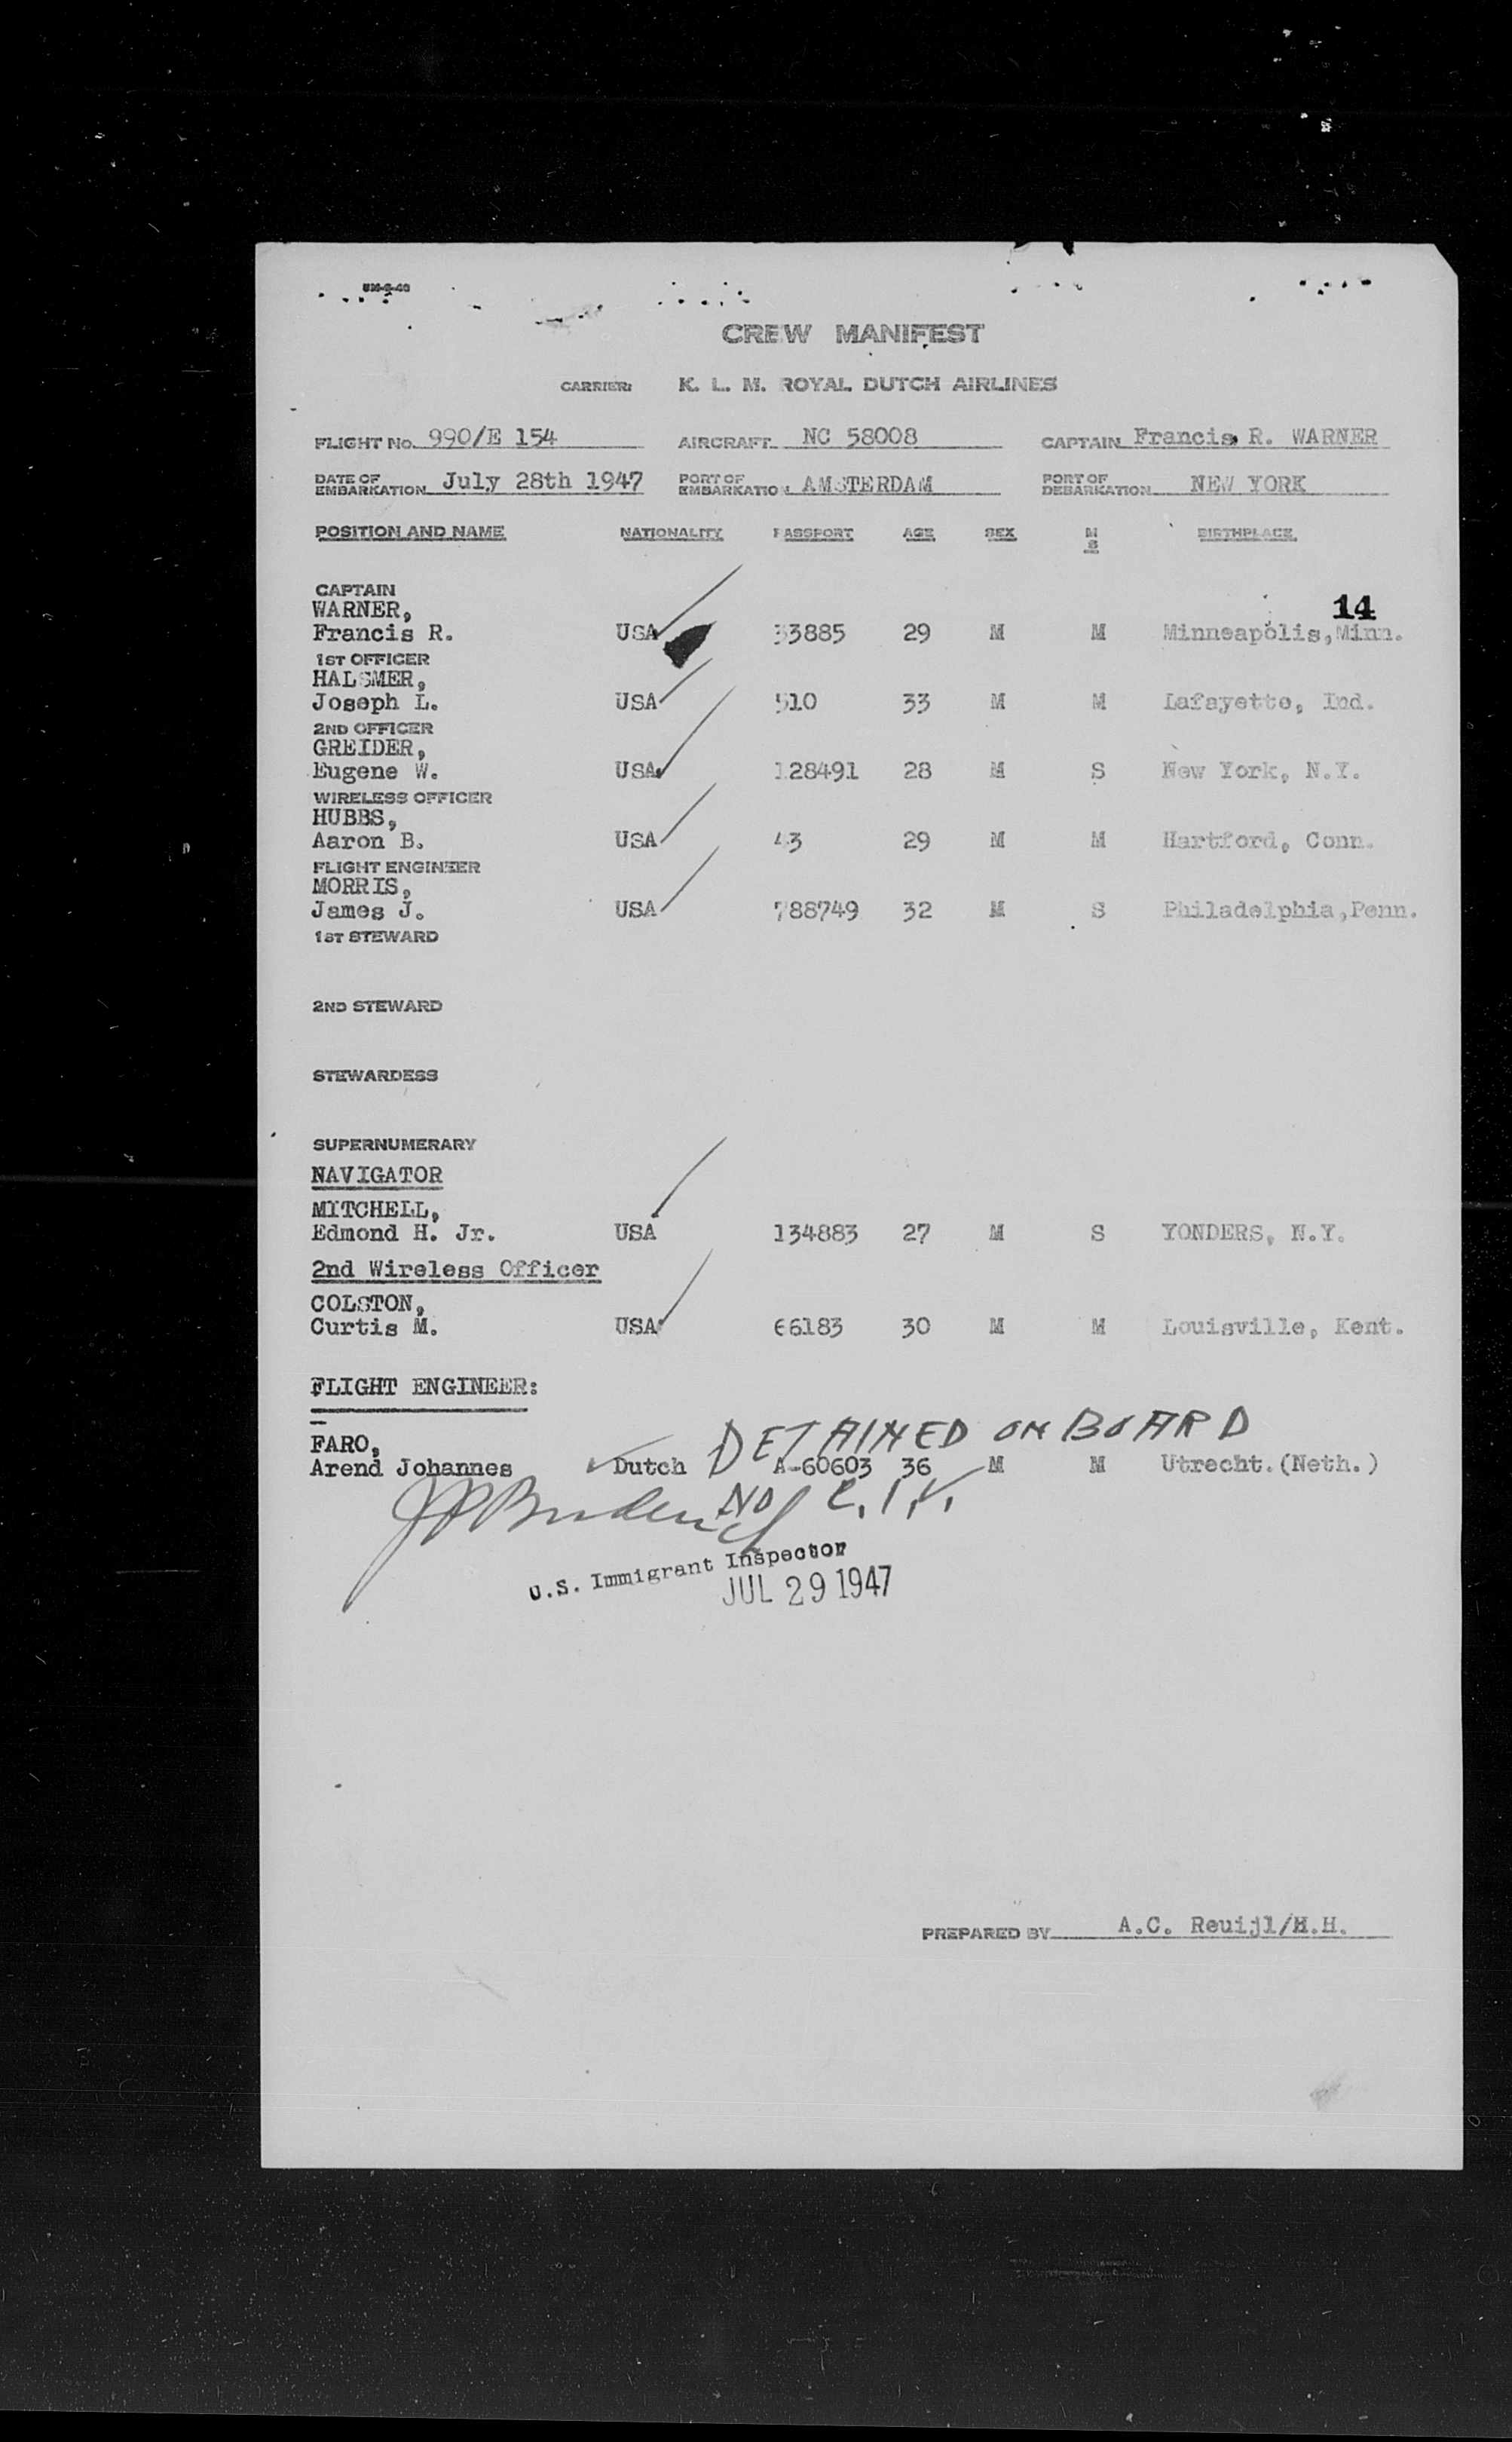 CREW MANIFEST
CARRIER: K. L. M. ROYAL DUTCH AIRLINES
FLIGHT No. 990/E 154 AIRCRAFT NC 58008 CAPTAIN Francis R. WARNER
DATE OF EMBARKATION July 28th 1947 PORT OF EMBARKATION AMSTERDAM PORT OF DEBARKATION NEW YORK
POSITION AND NAME NATIONALITY PASSPORT AGE SEX M S BIRTHPLACE
CAPTAIN
WARNER, 14
Francis R. USA 33885 29 M M Minneapolis,Minn.
1ST OFFICER
HALSMER,
Joseph L. USA 510 33 M M Lafayette, Ind.
2ND OFFICER
GREIDER,
Eugene W. USA 128491 28 M S New York, N.Y.
WIRELESS OFFICER
HUBBS,
Aaron B. USA 43 29 M M Hartford, Conn.
FLIGHT ENGINEER
MORRIS,
James J. USA 788749 32 M S Philadelphia,Penn.
1ST STEWARD
2ND STEWARD
STEWARDESS
SUPERNUMERARY
NAVIGATOR
MITCHELL,
Edmond H. Jr. USA 134883 27 M S YONDERS, N.Y.
2nd Wireless Officer
COLSTON,
Curtis M. USA 66183 30 M M Louisville, Kent.
FLIGHT ENGINEER:
DETAINED ON BOARD
FARO,
Arend Johannes Dutch A-60603 36 M M Utrecht.(Neth.)
NO
U.S. Immigrant Inspector
JUL 29 1947
PREPARED BY A.C. Reuijl/H.H.